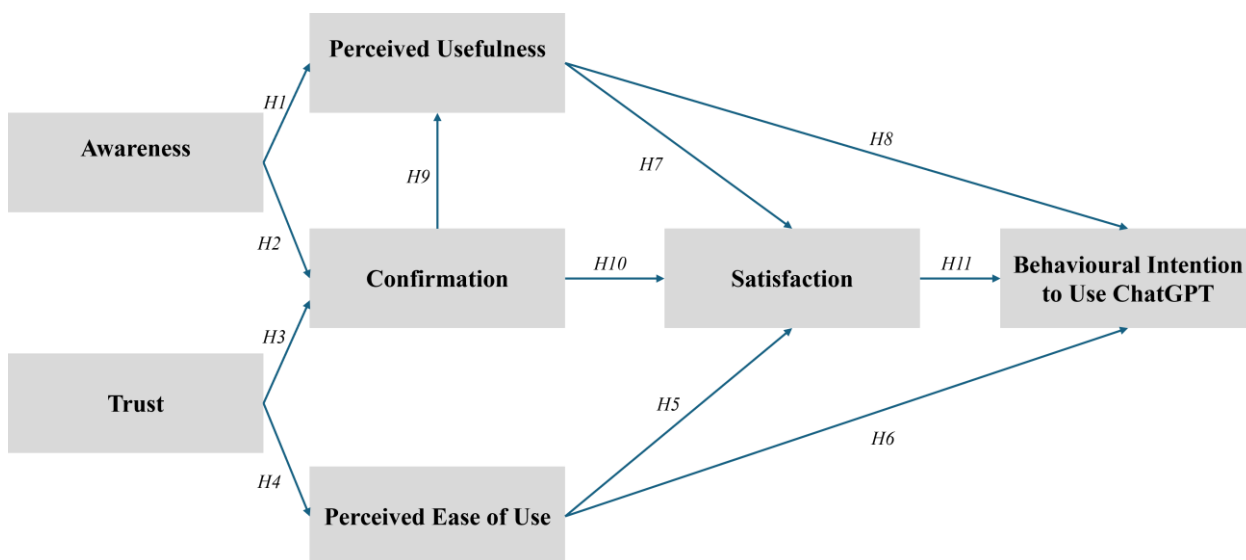 Perceived Usefulness
H1
Awareness
H8
H7
H9
H2
Confirmation
H10
Satisfaction
H11
Behavioural Intention
to Use ChatGPT
H3
Trust
H5
H6
H4
Perceived Ease of Use